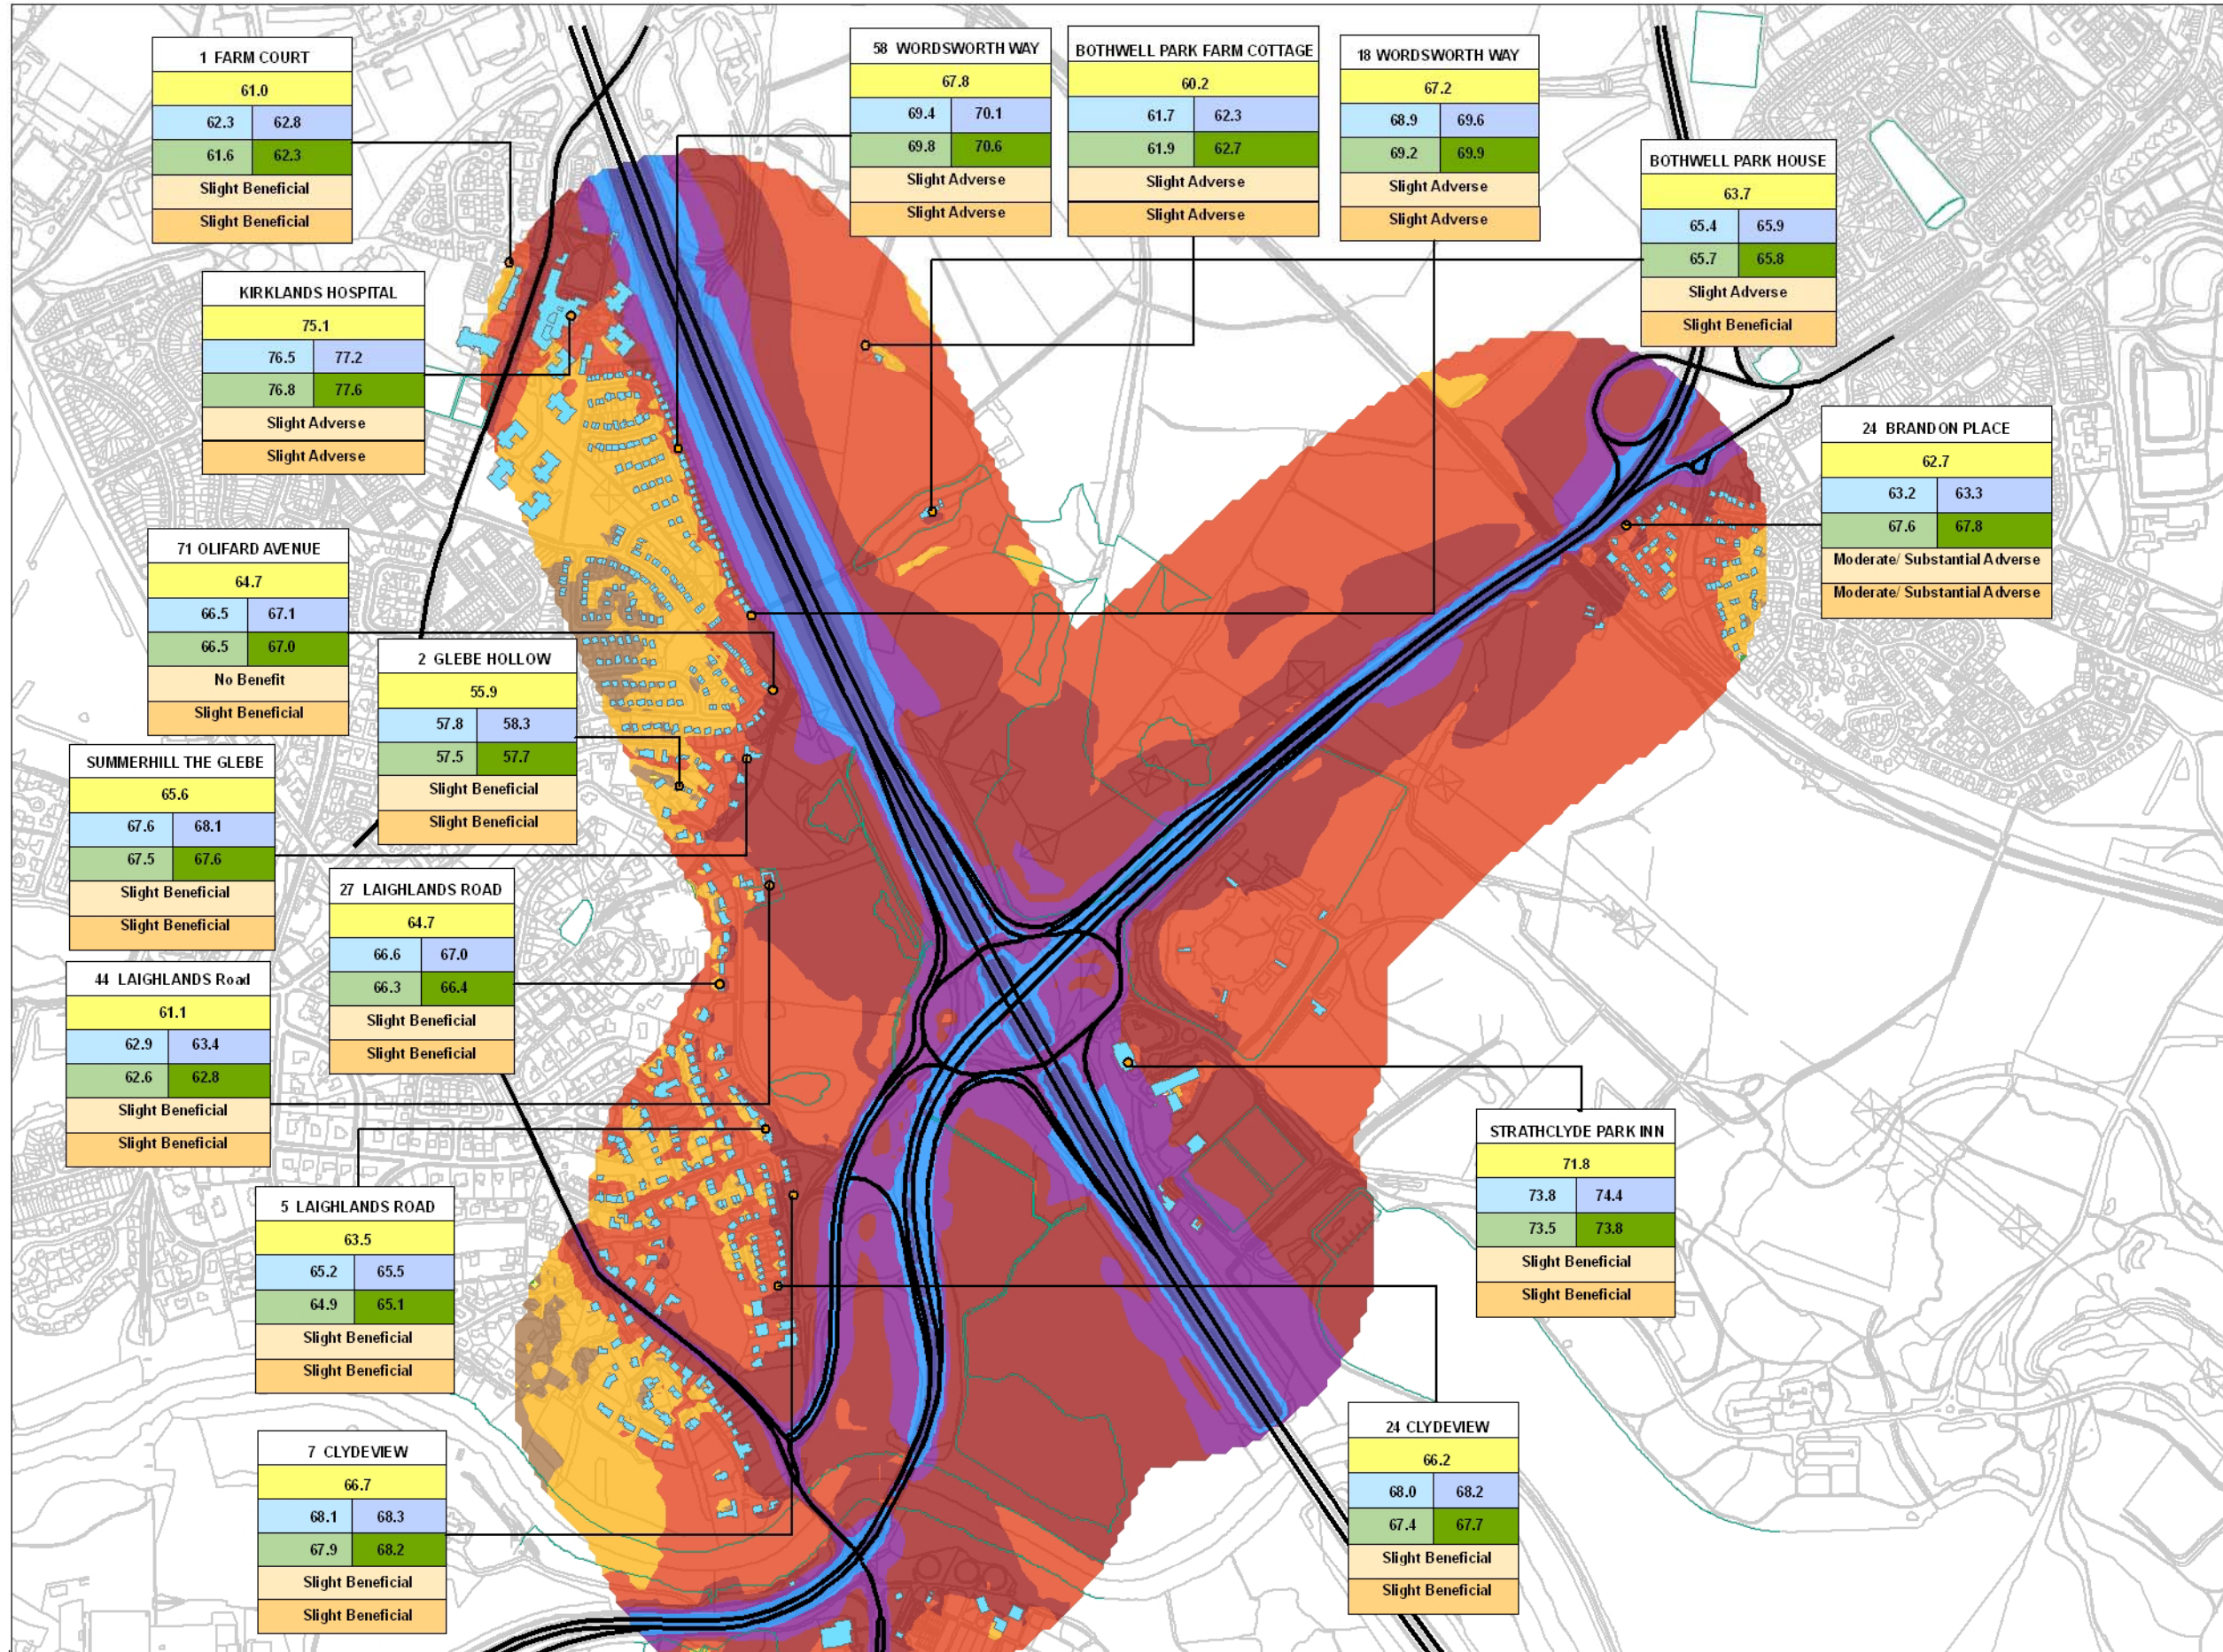 1 FARM COURT
61.0
62.3 62.8
61.6 62.3
Slight Beneficial
Slight Beneficial
58 WORDSWORTH WAY
67.8
69.4 70.1
69.8 70.6
Slight Adverse
Slight Adverse
BOTHWELL PARK FARM COTTAGE
60.2
61.7 62.3
61.9 62.7
Slight Adverse
Slight Adverse
18 WORDSWORTH WAY
67.2
68.9 69.6
69.2 69.9
Slight Adverse
Slight Adverse
BOTHWELL PARK HOUSE
63.7
65.4 65.9
65.7 65.8
Slight Adverse
Slight Beneficial
KIRKLANDS HOSPITAL
75.1
76.5 77.2
76.8 77.6
Slight Adverse
Slight Adverse
24 BRANDON PLACE
62.7
63.2 63.3
67.6 67.8
Moderate/ Substantial Adverse
Moderate/ Substantial Adverse
71 OLIFARD AVENUE
64.7
66.5 67.1
66.5 67.0
No Benefit
Slight Beneficial
2 GLEBE HOLLOW
55.9
57.8 58.3
57.5 57.7
Slight Beneficial
Slight Beneficial
SUMMERHILL THE GLEBE
65.6
67.6 68.1
67.5 67.6
Slight Beneficial
Slight Beneficial
27 LAIGHLANDS ROAD
64.7
66.6 67.0
66.3 66.4
Slight Beneficial
Slight Beneficial
44 LAIGHLANDS Road
61.1
62.9 63.4
62.6 62.8
Slight Beneficial
Slight Beneficial
STRATHCLYDE PARK INN
71.8
73.8 74.4
73.5 73.8
Slight Beneficial
Slight Beneficial
5 LAIGHLANDS ROAD
63.5
65.2 65.5
64.9 65.1
Slight Beneficial
Slight Beneficial
24 CLYDEVIEW
66.2
68.0 68.2
67.4 67.7
Slight Beneficial
Slight Beneficial
7 CLYDEVIEW
66.7
68.1 68.3
67.9 68.2
Slight Beneficial
Slight Beneficial